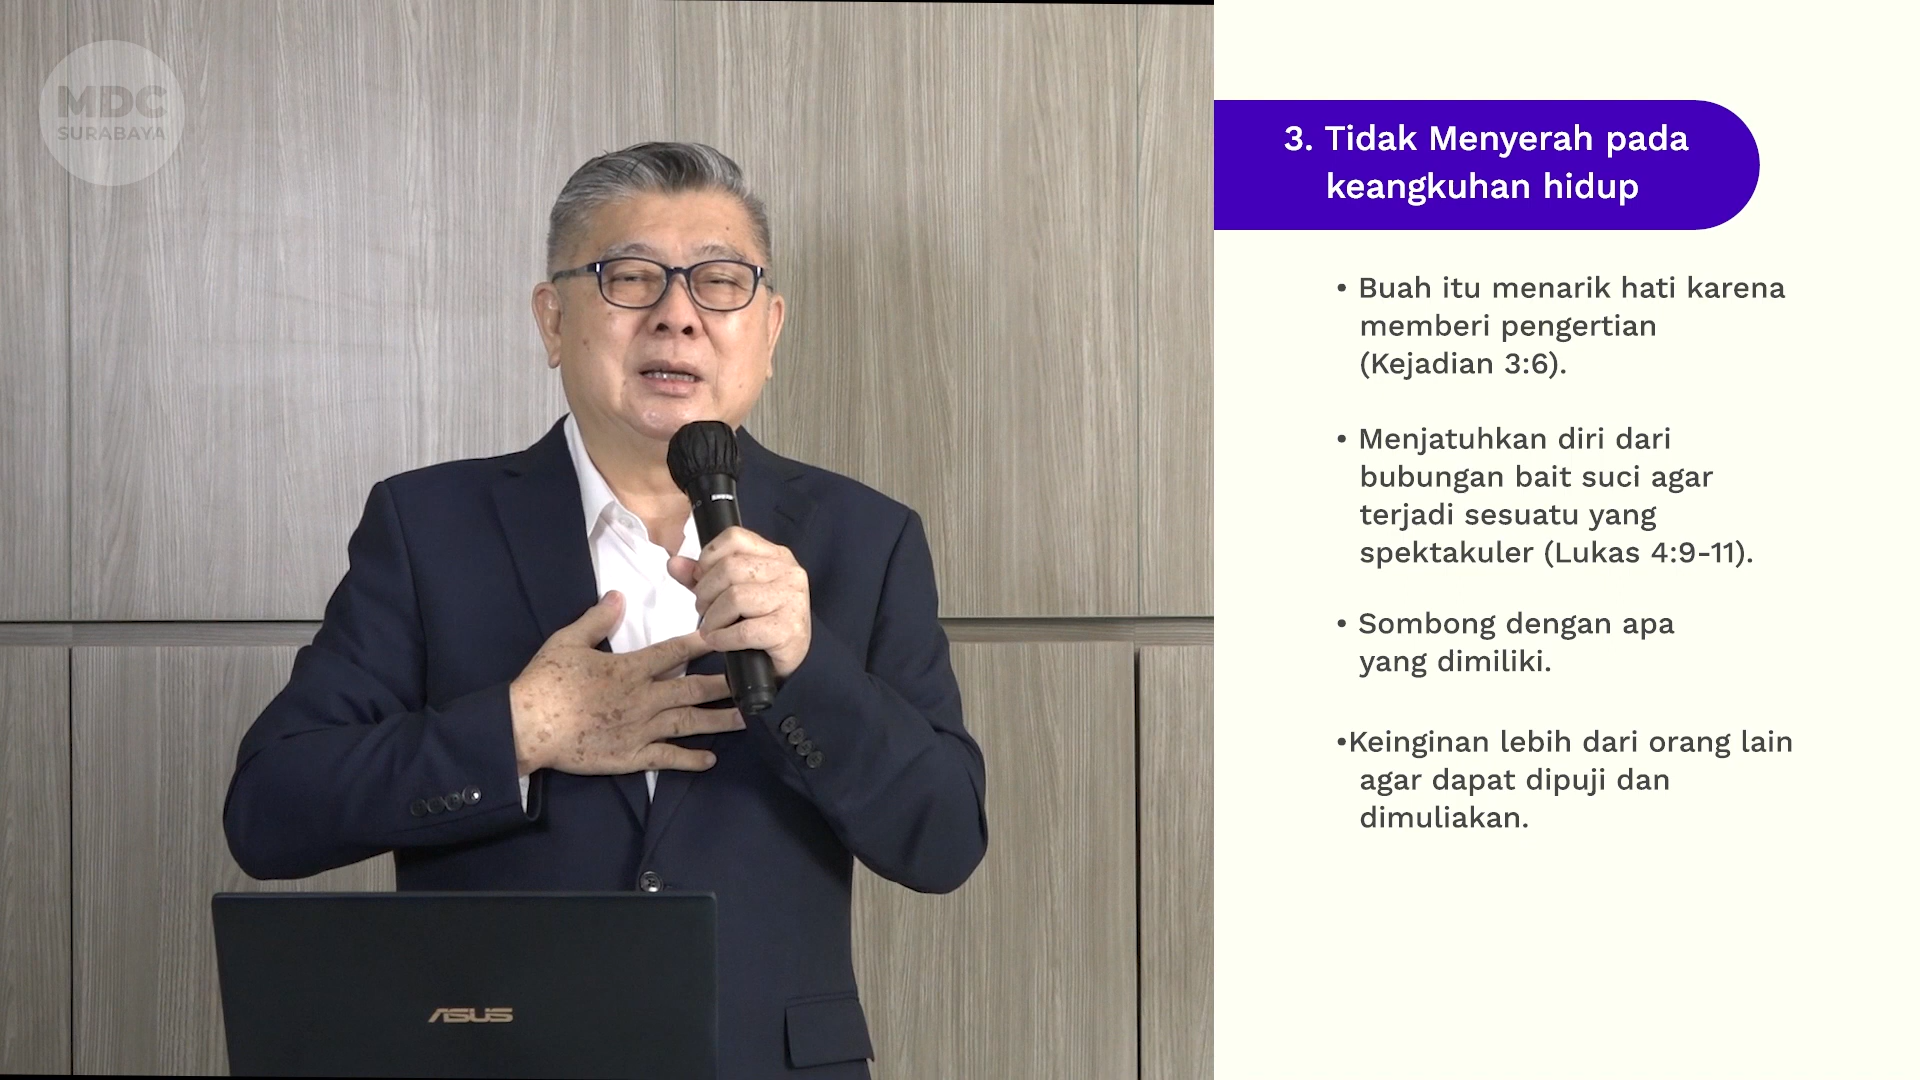 MDC
SURABAYA
3. Tidak Menyerah pada
keangkuhan hidup
• Buah itu menarik hati karena
memberi pengertian
(Kejadian 3:6).
• Menjatuhkan diri dari
bubungan bait suci agar
terjadi sesuatu yang
spektakuler (Lukas 4:9-11).
• Sombong dengan apa
yang dimiliki.
•Keinginan lebih dari orang lain
agar dapat dipuji dan
dimuliakan.
ASUS